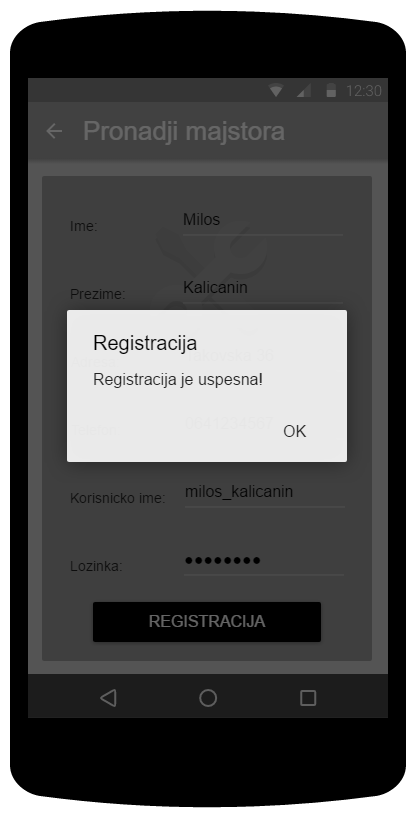 12:30
Pronadji majstora
Ime: Milos
Prezime: Kalicanin
Registracija
Registracija je uspesna!
OK
Korisnicko ime: milos_kalicanin
Lozinka: ••••••••
REGISTRACIJA